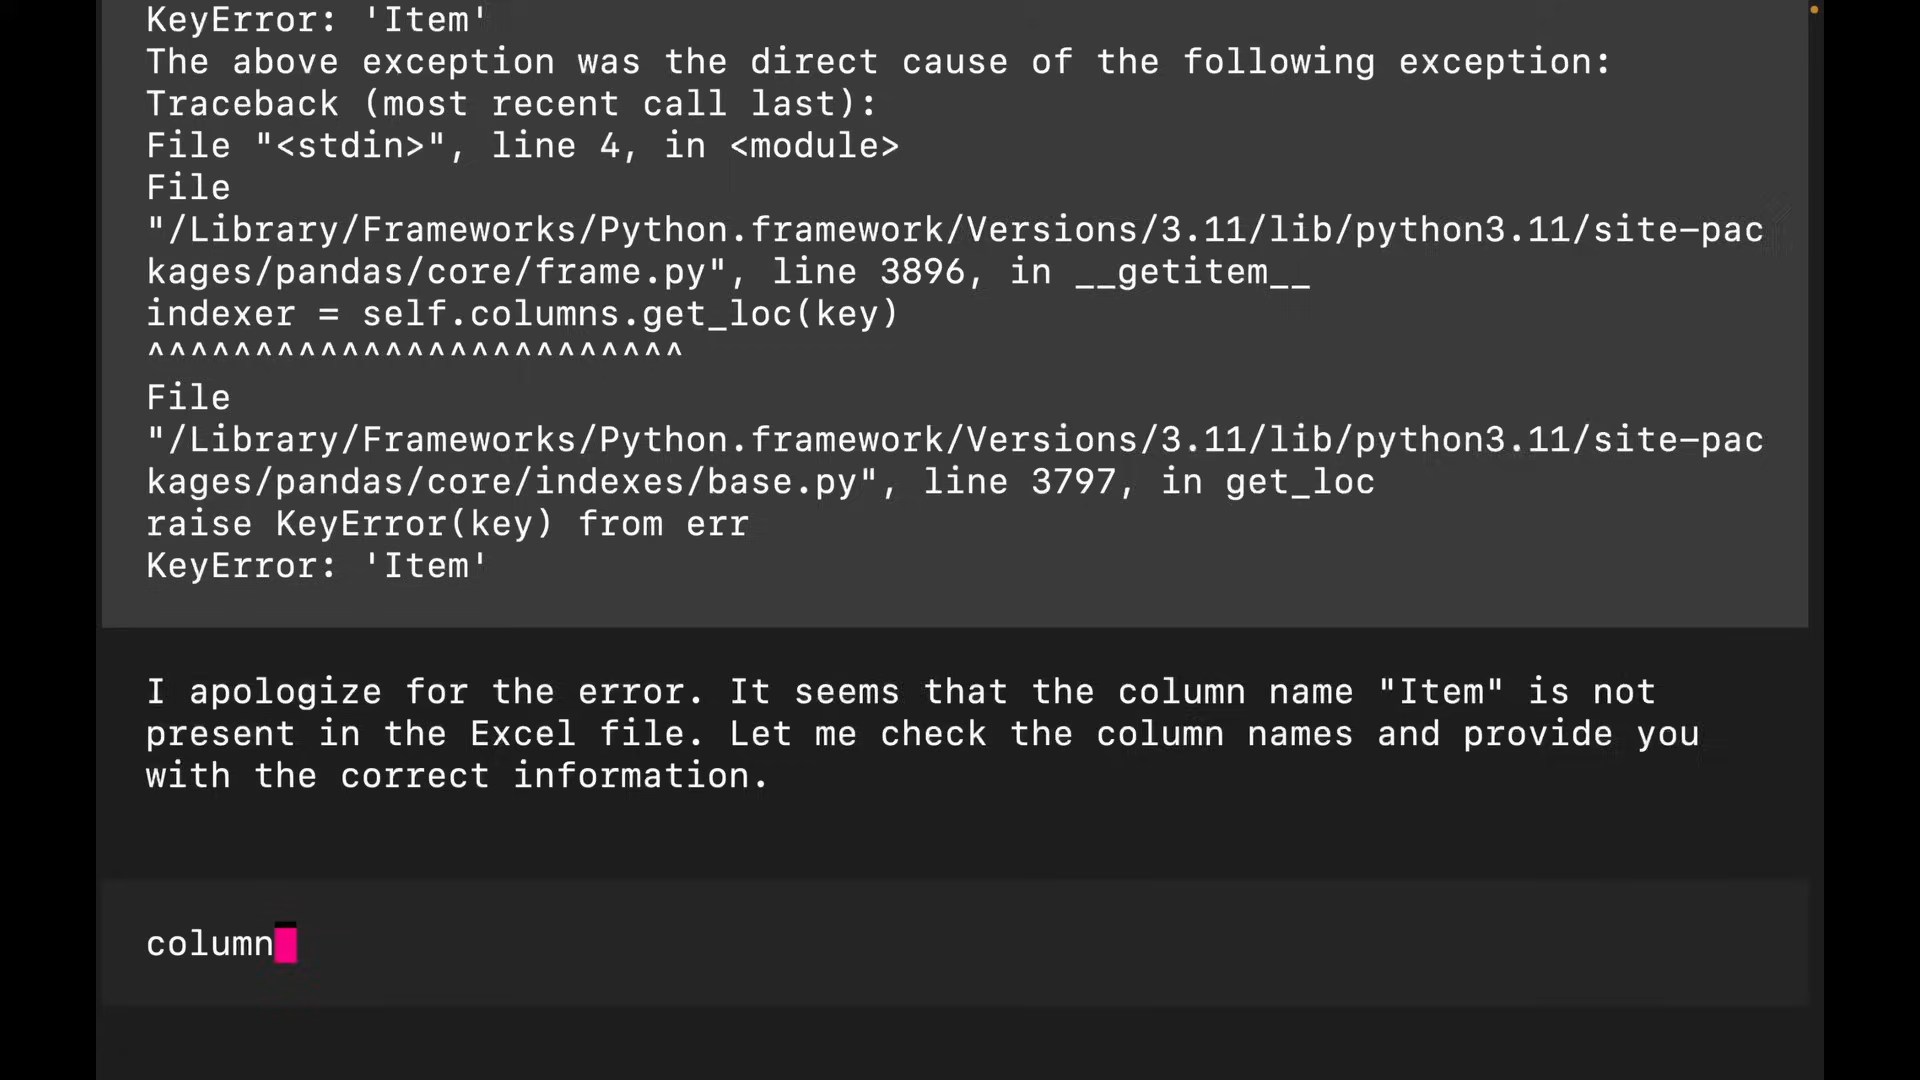 KeyError: 'Item'
The above exception was the direct cause of the following exception:
Traceback (most recent call last):
File "<stdin>", line 4, in <module>
File
"/Library/Frameworks/Python.framework/Versions/3.11/lib/python3.11/site-pac
kages/pandas/core/frame.py", line 3896, in __getitem__
indexer = self.columns.get_loc(key)
^^^^^^^^^^^^^^^^^^^^^^^^^
File
"/Library/Frameworks/Python.framework/Versions/3.11/lib/python3.11/site-pac
kages/pandas/core/indexes/base.py", line 3797, in get_loc
raise KeyError(key) from err
KeyError: 'Item'
I apologize for the error. It seems that the column name "Item" is not
present in the Excel file. Let me check the column names and provide you
with the correct information.
column